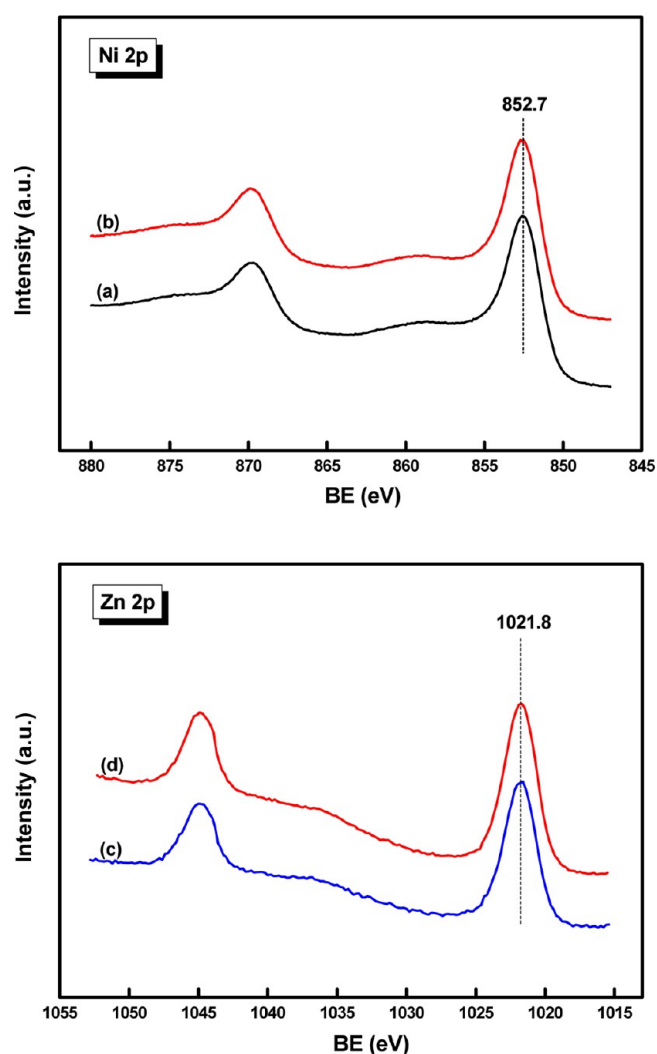 Ni 2p
852.7
(b)
(a)
Intensity (a.u.)
880 875 870 865 860 855 850 845
BE (eV)
Zn 2p
1021.8
(d)
(c)
Intensity (a.u.)
1055 1050 1045 1040 1035 1030 1025 1020 1015
BE (eV)